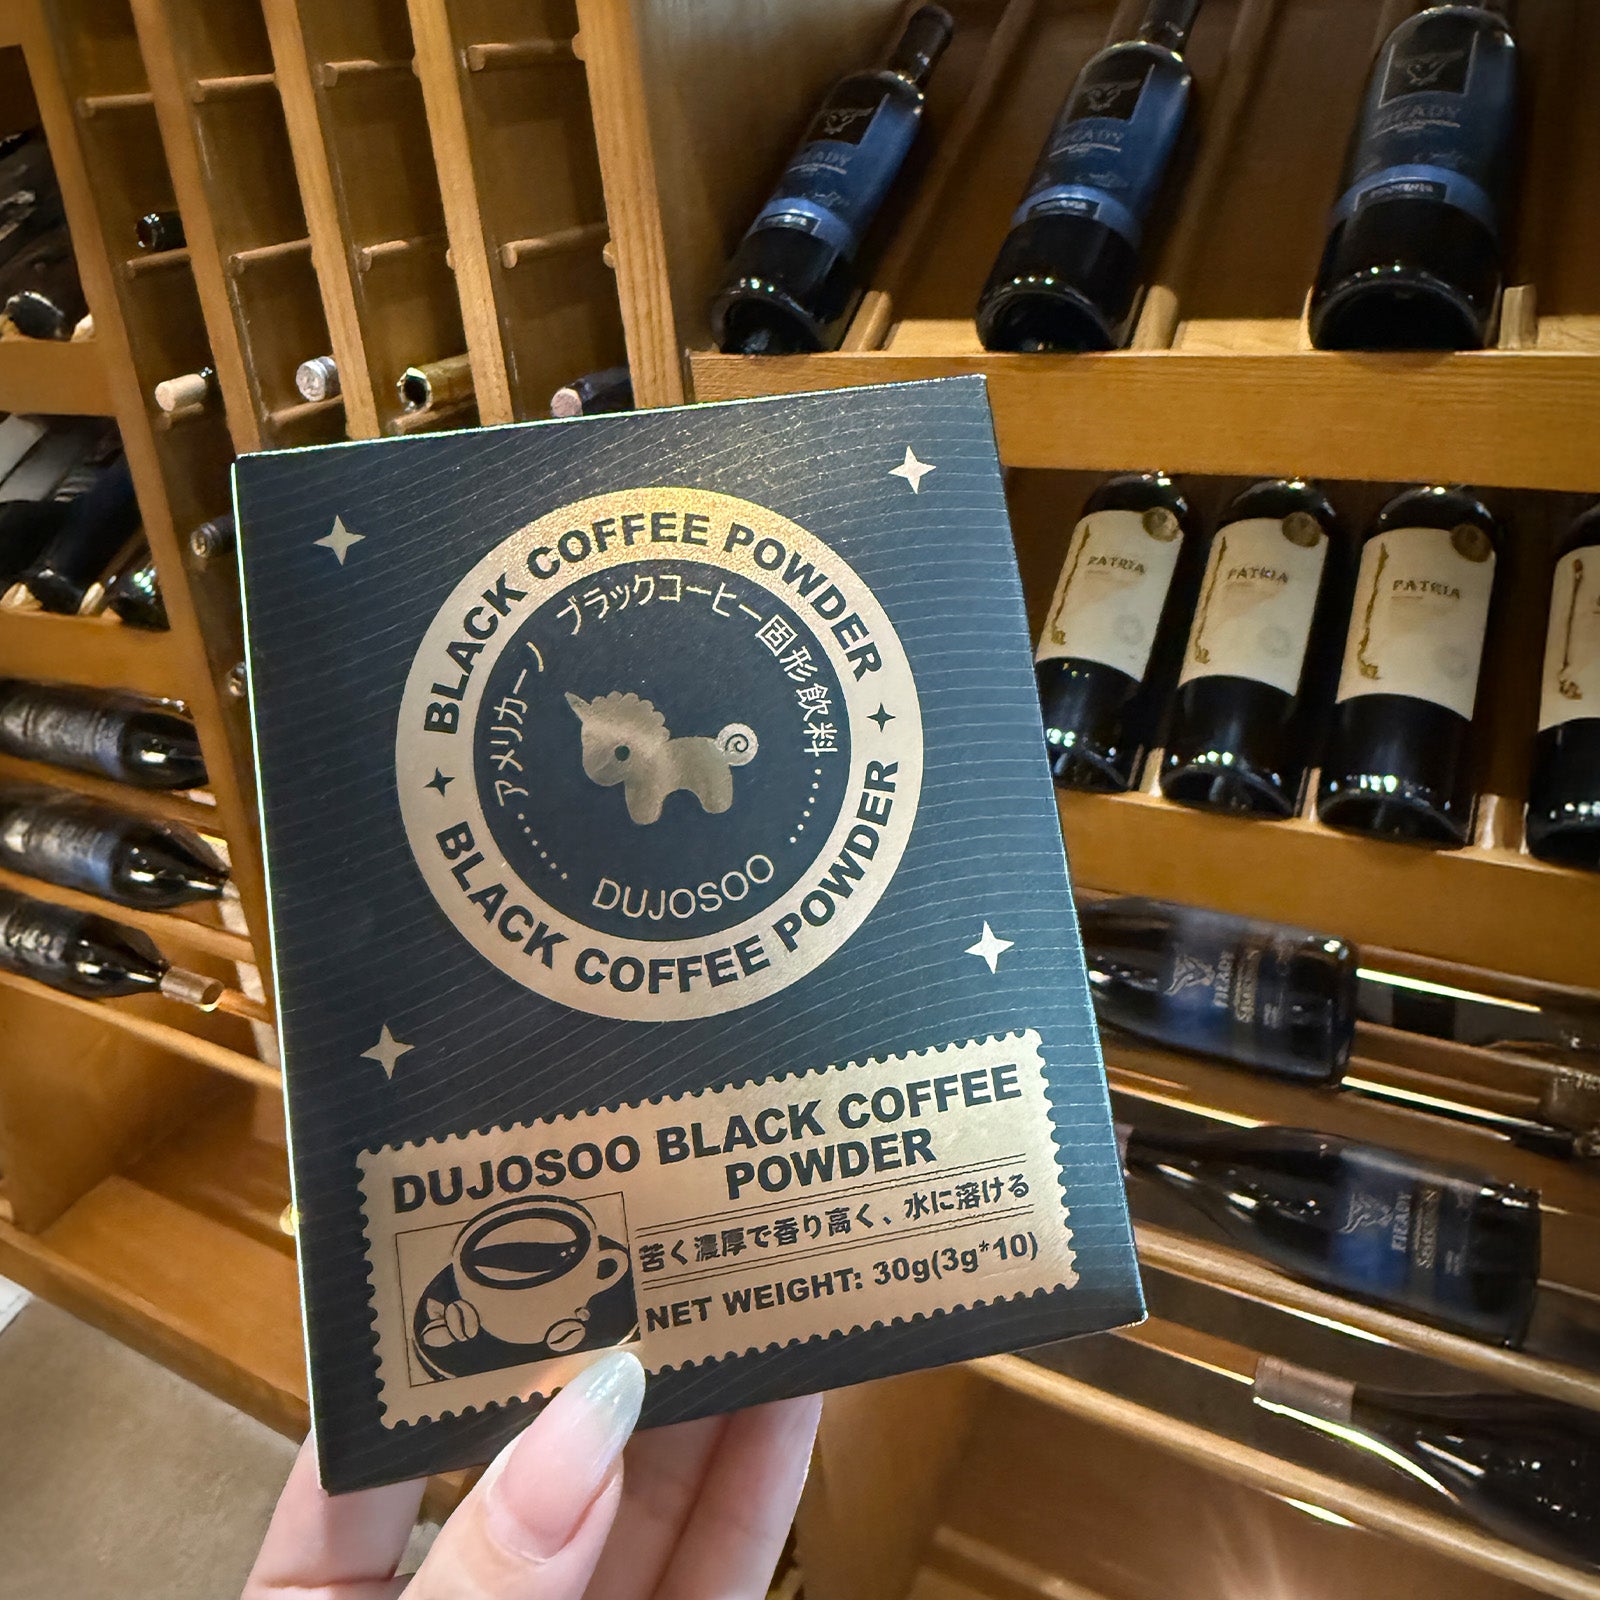 BLACK COFFEE POWDER
アメリカーノ ブラックコーヒー固形飲料
DUJOSOO
BLACK COFFEE POWDER
DUJOSOO BLACK COFFEE
POWDER
苦く濃厚で香り高く、水に溶ける
NET WEIGHT: 30g(3g*10)
PATRIA
PATRIA
PATRIA